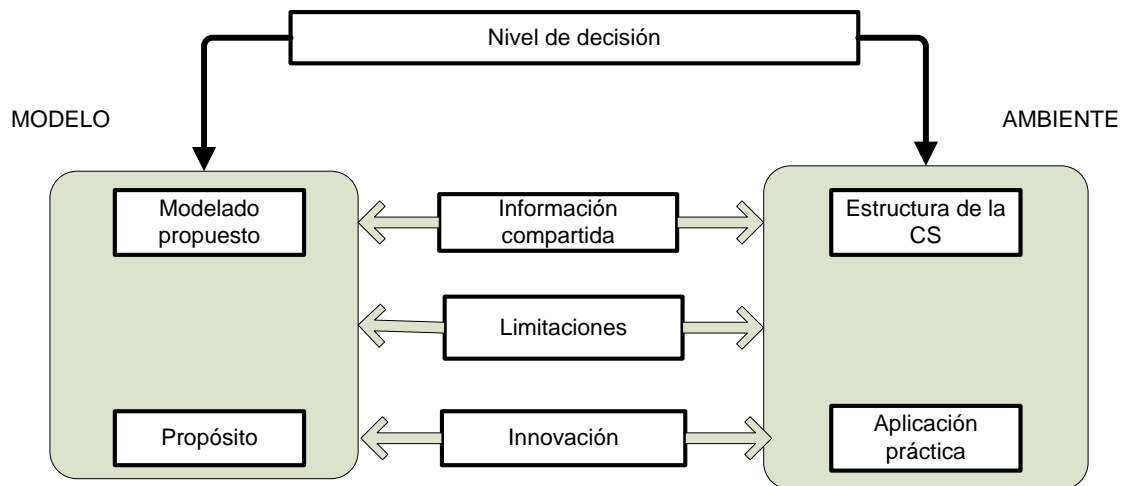 Nivel de decisión
MODELO
AMBIENTE
Modelado
propuesto
Información
compartida
Estructura de la
CS
Limitaciones
Propósito
Innovación
Aplicación
práctica